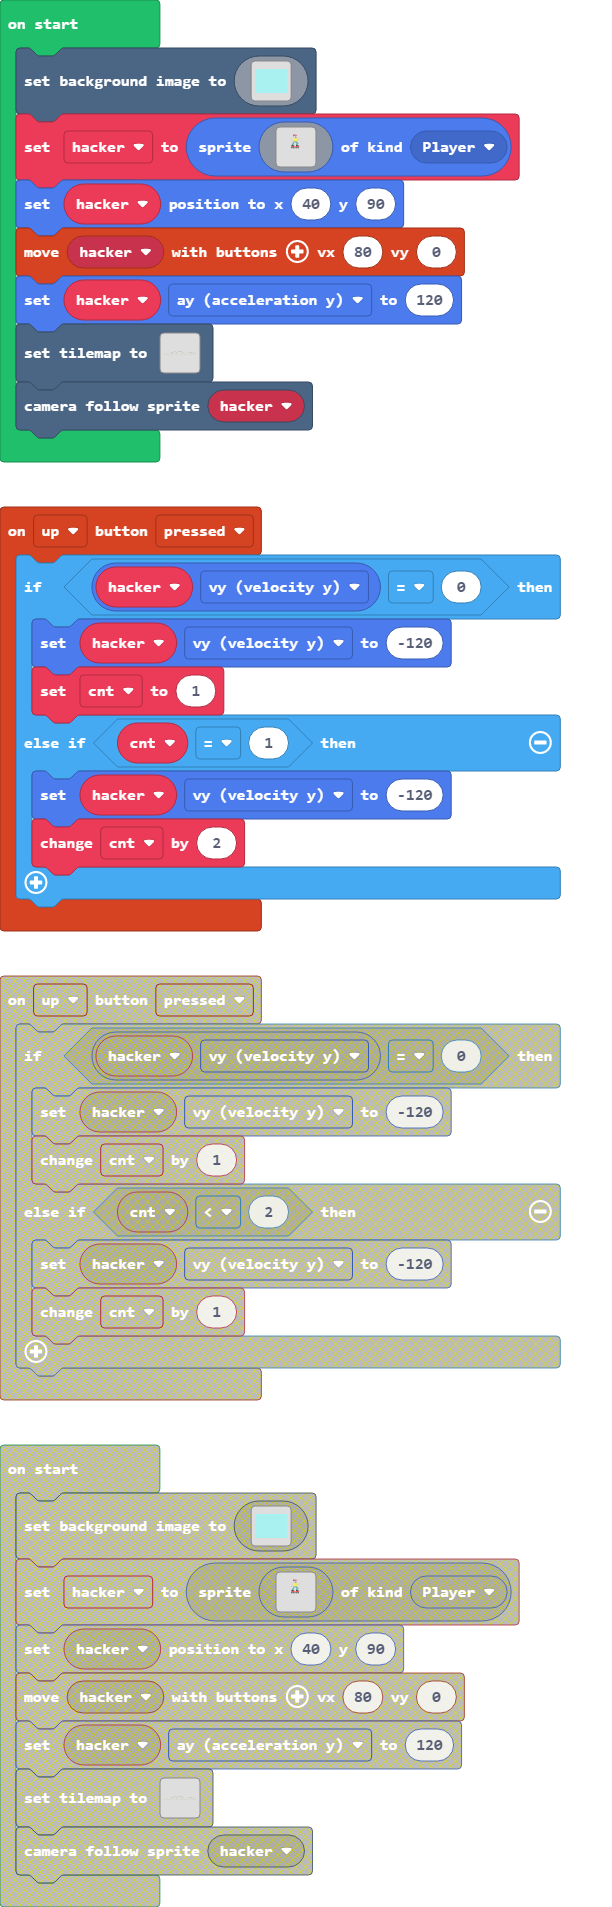 on start
set background image to
set hacker to sprite of kind Player
set hacker position to x 40 y 90
move hacker with buttons vx 80 vy 0
set hacker ay (acceleration y) to 120
set tilemap to
camera follow sprite hacker
on up button pressed
if hacker vy (velocity y) = 0 then
set hacker vy (velocity y) to -120
set cnt to 1
else if cnt = 1 then
set hacker vy (velocity y) to -120
change cnt by 2
on up button pressed
if hacker vy (velocity y) = 0 then
set hacker vy (velocity y) to -120
change cnt by 1
else if cnt < 2 then
set hacker vy (velocity y) to -120
change cnt by 1
on start
set background image to
set hacker to sprite of kind Player
set hacker position to x 40 y 90
move hacker with buttons vx 80 vy 0
set hacker ay (acceleration y) to 120
set tilemap to
camera follow sprite hacker